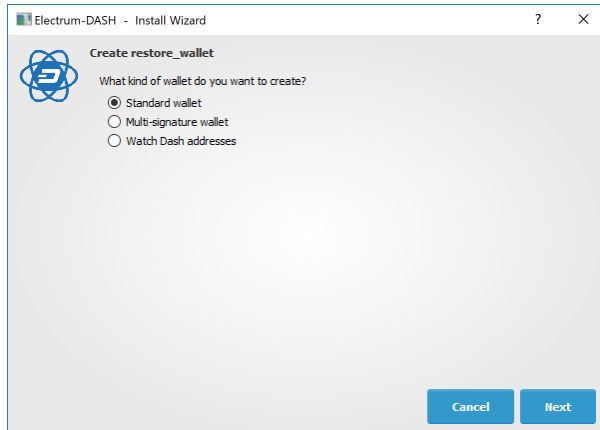 Electrum-DASH - Install Wizard
Create restore_wallet
What kind of wallet do you want to create?
Standard wallet
Multi-signature wallet
Watch Dash addresses
Cancel Next